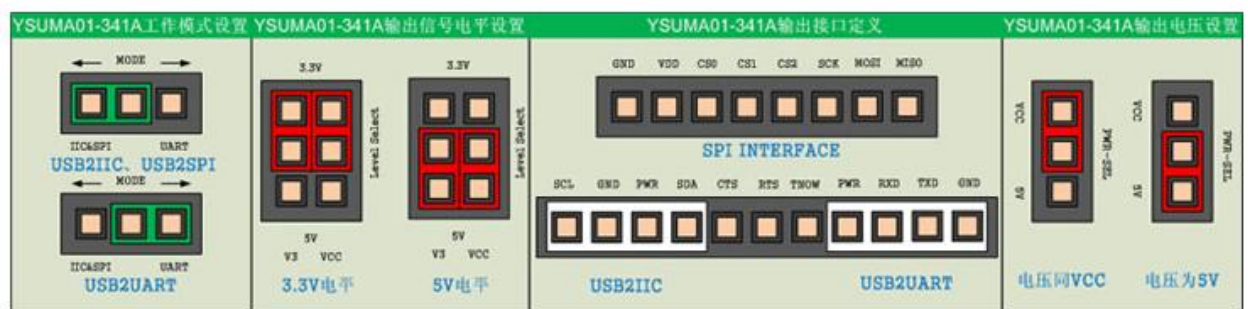 YSUMA01-341A工作模式设置
MODE
IIC&SPI UART
USB2IIC、USB2SPI
MODE
IIC&SPI UART
USB2UART
YSUMA01-341A输出信号电平设置
3.3V
Level Select
5V
V3 VCC
3.3V电平
3.3V
Level Select
5V
V3 VCC
5V电平
YSUMA01-341A输出接口定义
GND VDD CS0 CS1 CS2 SCK MOSI MISO
SPI INTERFACE
SCL GND PWR SDA CTS RTS TNOW PWR RXD TXD GND
USB2IIC USB2UART
YSUMA01-341A输出电压设置
VCC
5V
PWR-SEL
电压同VCC
VCC
5V
PWR-SEL
电压为5V